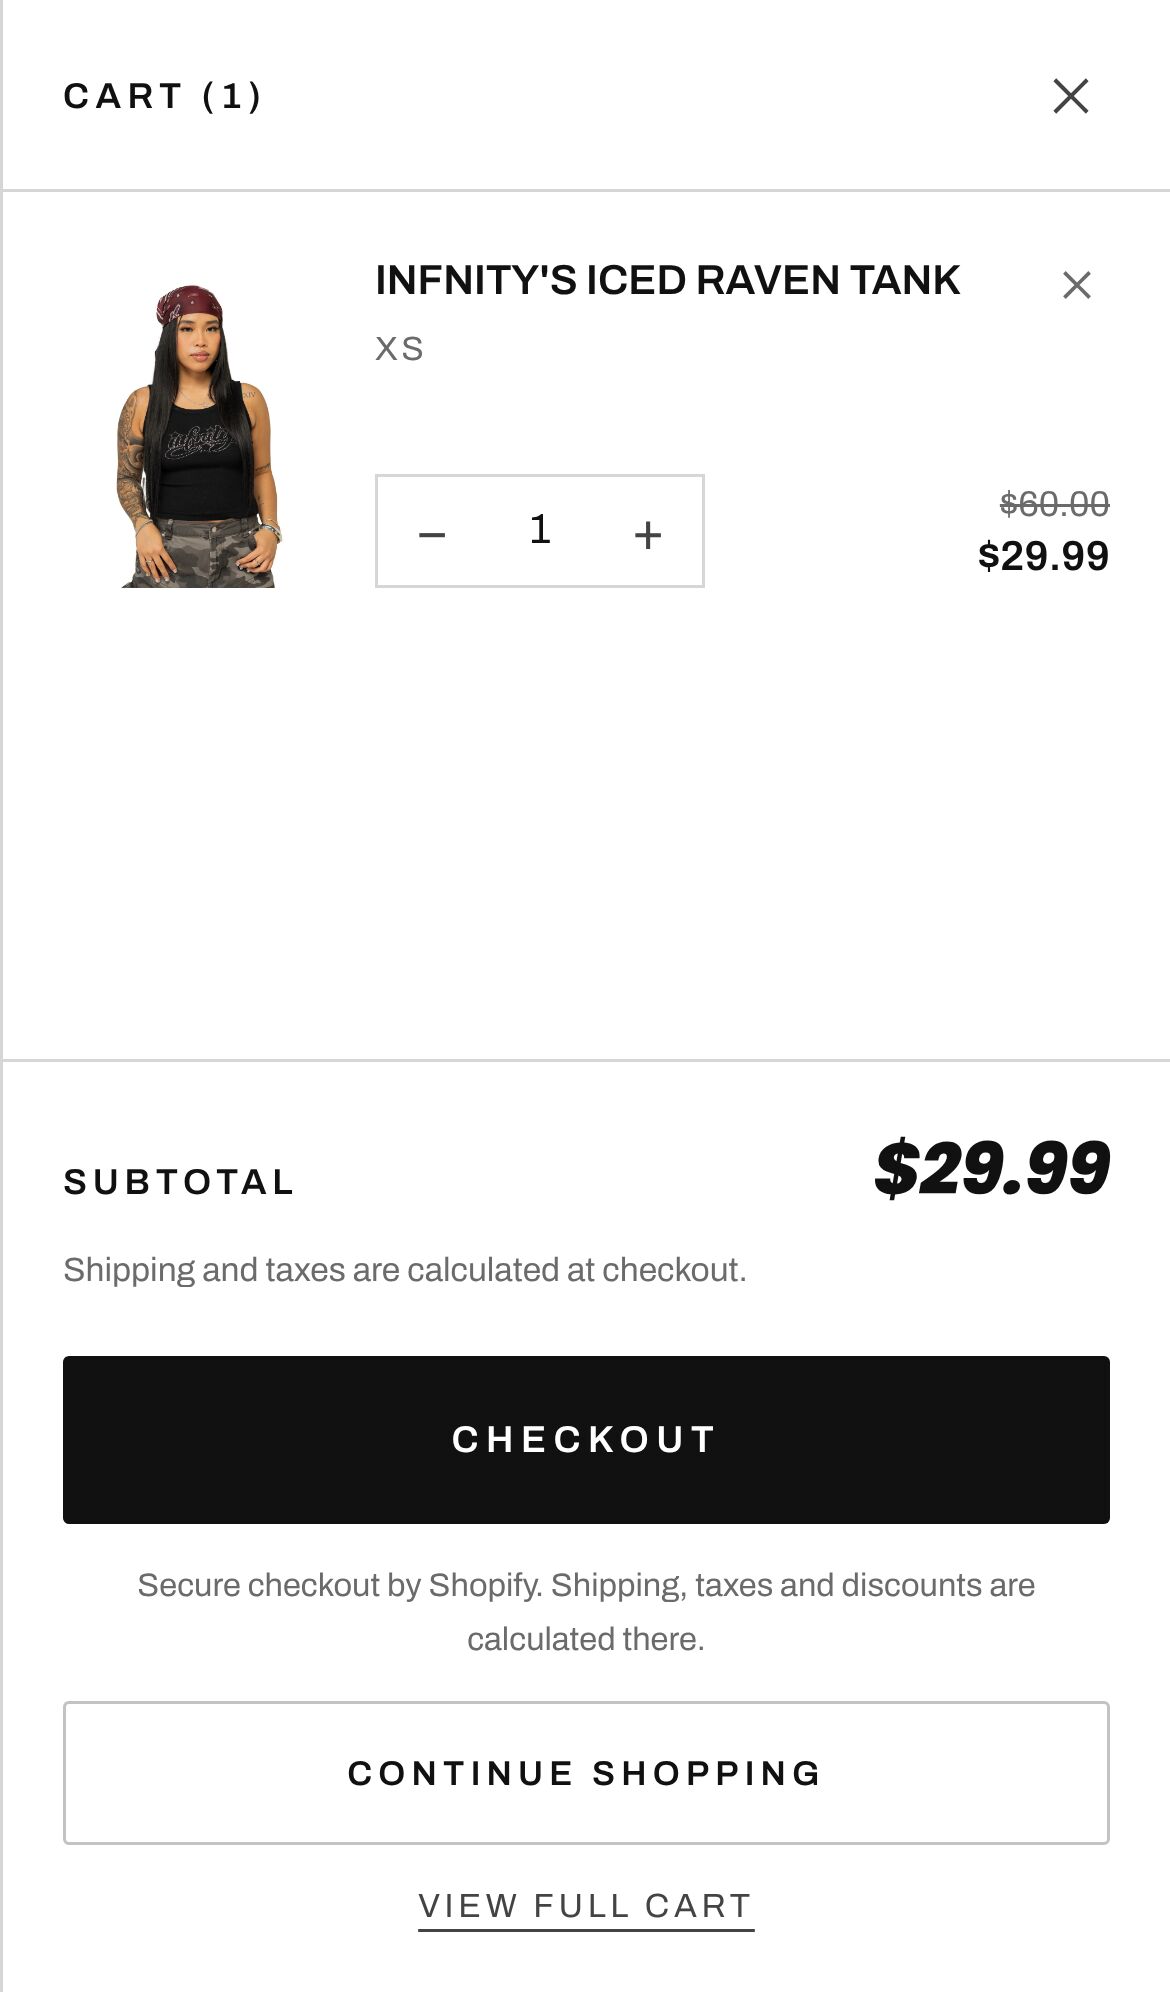 CART (1)
INFNITY'S ICED RAVEN TANK
XS
infinity
1
$60.00
$29.99
SUBTOTAL
$29.99
Shipping and taxes are calculated at checkout.
CHECKOUT
Secure checkout by Shopify. Shipping, taxes and discounts are
calculated there.
CONTINUE SHOPPING
VIEW FULL CART